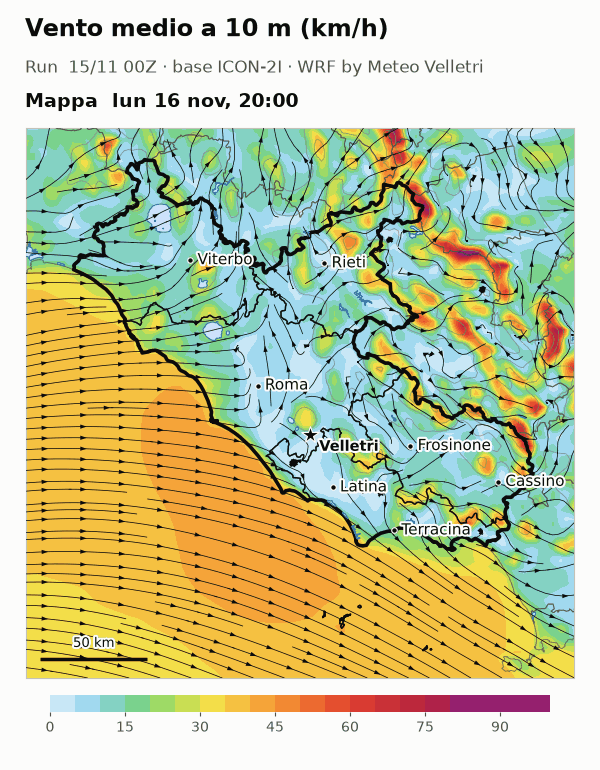 Vento medio a 10 m (km/h)
Run  15/11 00Z · base ICON-2I · WRF by Meteo Velletri
Mappa  lun 16 nov, 20:00
Viterbo
Rieti
Roma
Velletri
Frosinone
Latina
Cassino
Terracina
50 km
0 15 30 45 60 75 90